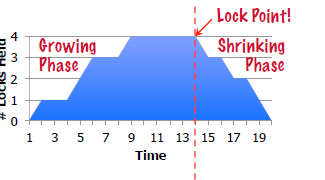 Lock Point!
Growing
Phase
Shrinking
Phase
# Locks Held
4
3
2
1
0
1 3 5 7 9 11 13 15 17 19
Time